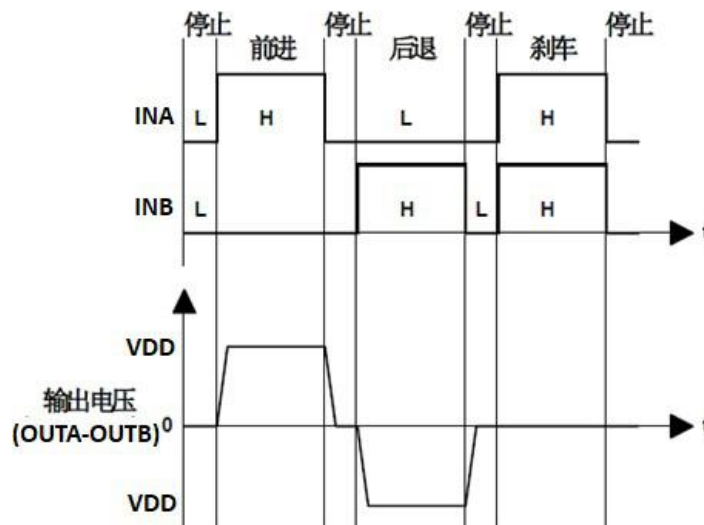 停止 停止 停止 停止
前进 后退 刹车
INA L H L H
INB L H L H
t
VDD
输出电压 0
(OUTA-OUTB) t
VDD